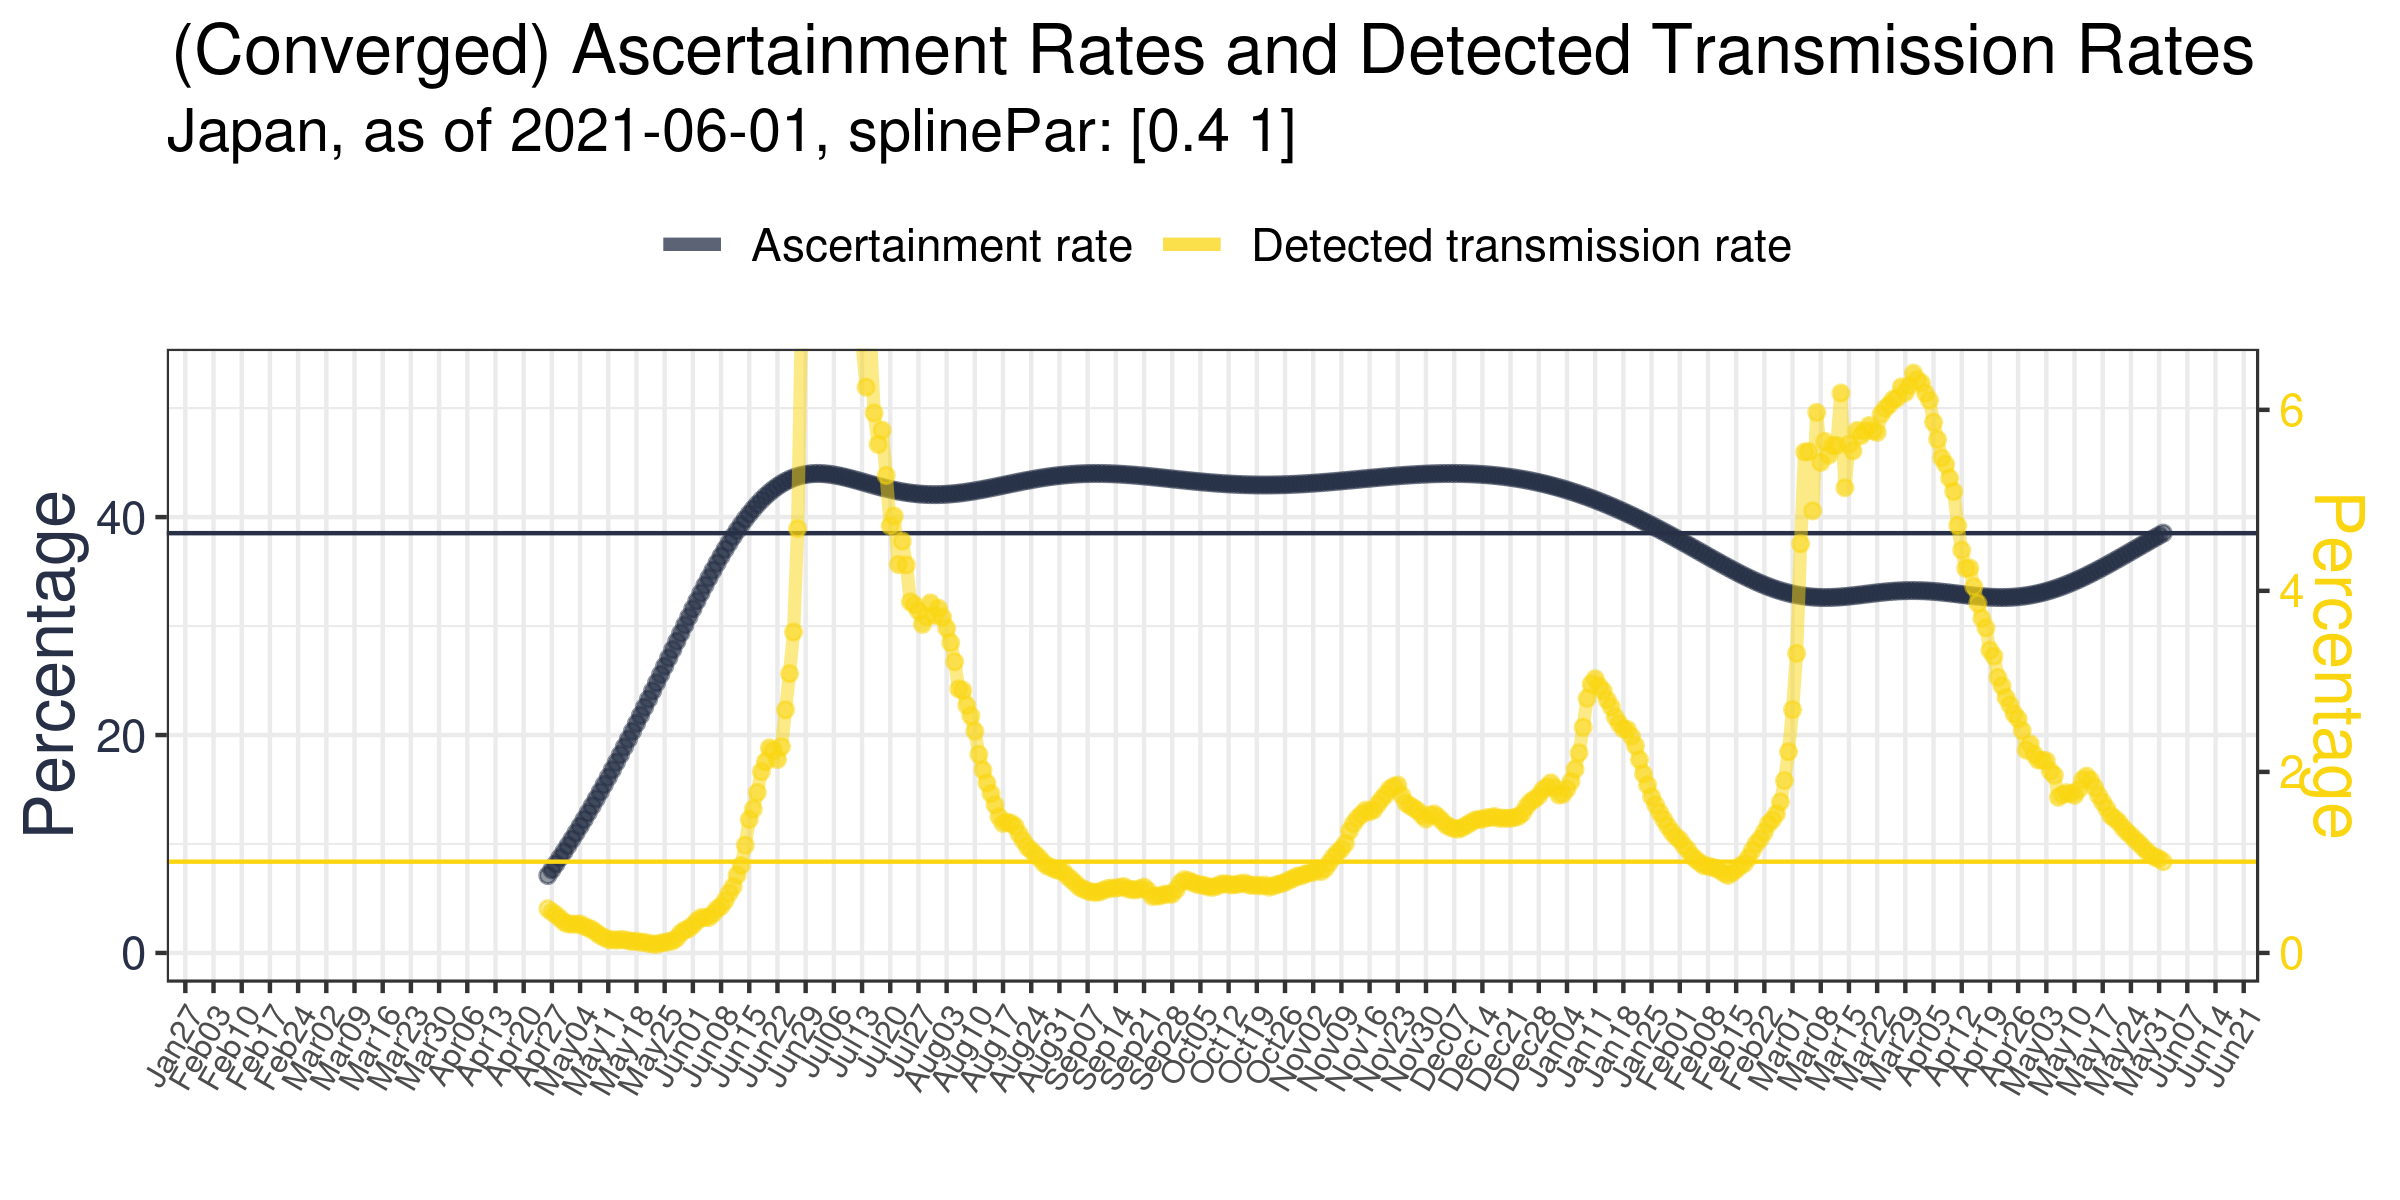 (Converged) Ascertainment Rates and Detected Transmission Rates
Japan, as of 2021-06-01, splinePar: [0.4 1]
Ascertainment rate Detected transmission rate
Percentage
40
20
0
6
4
2
0
Percentage
Jan27 Feb03 Feb10 Feb17 Feb24 Mar02 Mar09 Mar16 Mar23 Mar30 Apr06 Apr13 Apr20 Apr27 May04 May11 May18 May25 Jun01 Jun08 Jun15 Jun22 Jun29 Jul06 Jul13 Jul20 Jul27 Aug03 Aug10 Aug17 Aug24 Aug31 Sep07 Sep14 Sep21 Sep28 Oct05 Oct12 Oct19 Oct26 Nov02 Nov09 Nov16 Nov23 Nov30 Dec07 Dec14 Dec21 Dec28 Jan04 Jan11 Jan18 Jan25 Feb01 Feb08 Feb15 Feb22 Mar01 Mar08 Mar15 Mar22 Mar29 Apr05 Apr12 Apr19 Apr26 May03 May10 May17 May24 May31 Jun07 Jun14 Jun21